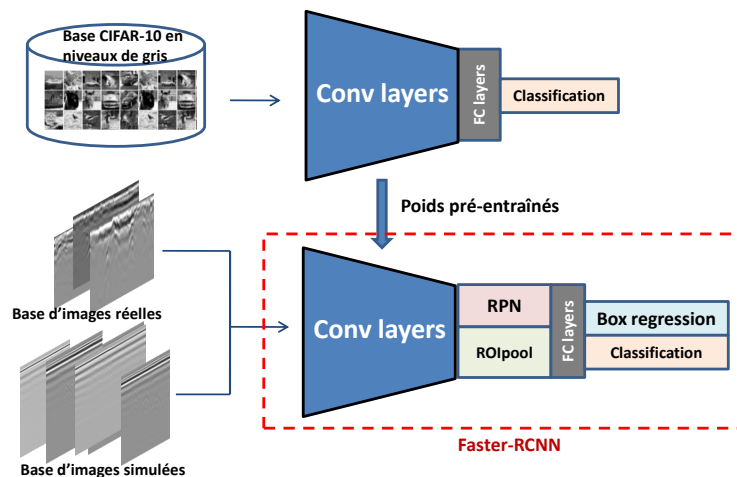 Base CIFAR-10 en
niveaux de gris
Conv layers
FC layers
Classification
Poids pré-entraînés
Base d'images réelles
Conv layers
RPN
ROIpool
FC layers
Box regression
Classification
Faster-RCNN
Base d'images simulées